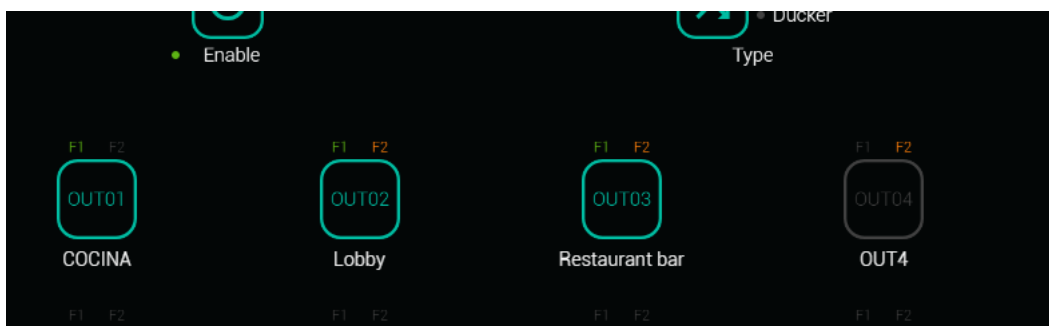 Ducker
Enable Type
F1 F2 F1 F2 F1 F2 F1 F2
OUT01 OUT02 OUT03 OUT04
COCINA Lobby Restaurant bar OUT4
F1 F2 F1 F2 F1 F2 F1 F2